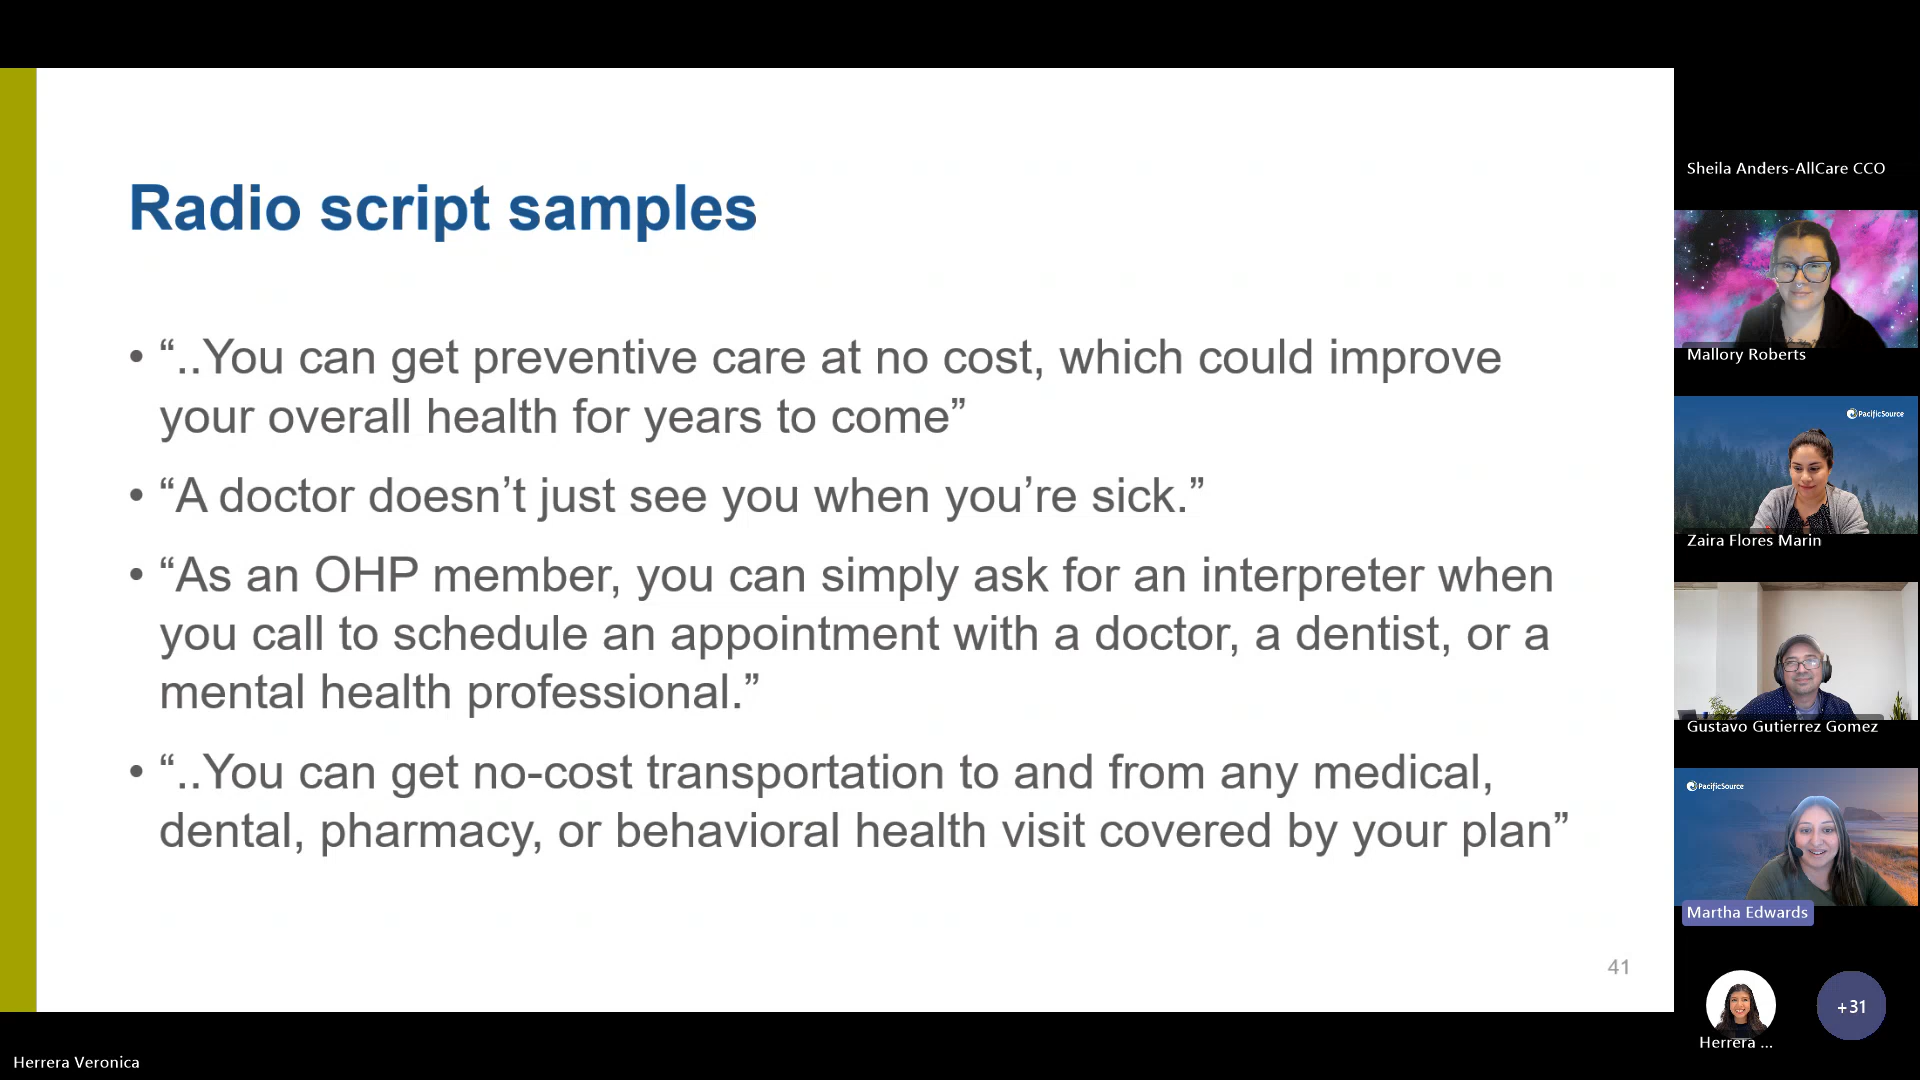 Radio script samples
• “..You can get preventive care at no cost, which could improve
your overall health for years to come”
• “A doctor doesn’t just see you when you’re sick.”
• “As an OHP member, you can simply ask for an interpreter when
you call to schedule an appointment with a doctor, a dentist, or a
mental health professional.”
• “..You can get no-cost transportation to and from any medical,
dental, pharmacy, or behavioral health visit covered by your plan”
41
Herrera Veronica
Sheila Anders-AllCare CCO
Mallory Roberts
PacificSource
Zaira Flores Marin
Gustavo Gutierrez Gomez
PacificSource
Martha Edwards
Herrera ...
+31